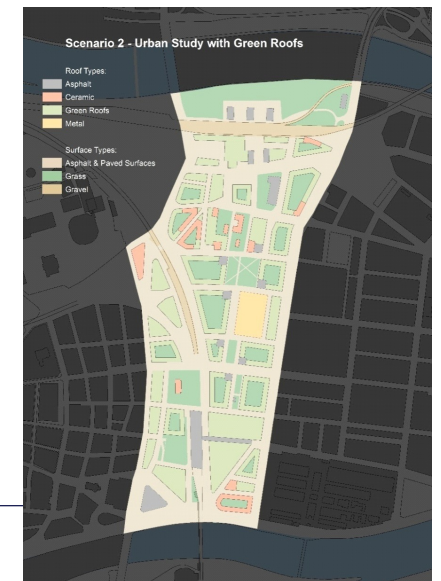 Scenario 2 - Urban Study with Green Roofs
Roof Types:
Asphalt
Ceramic
Green Roofs
Metal
Surface Types:
Asphalt & Paved Surfaces
Grass
Gravel